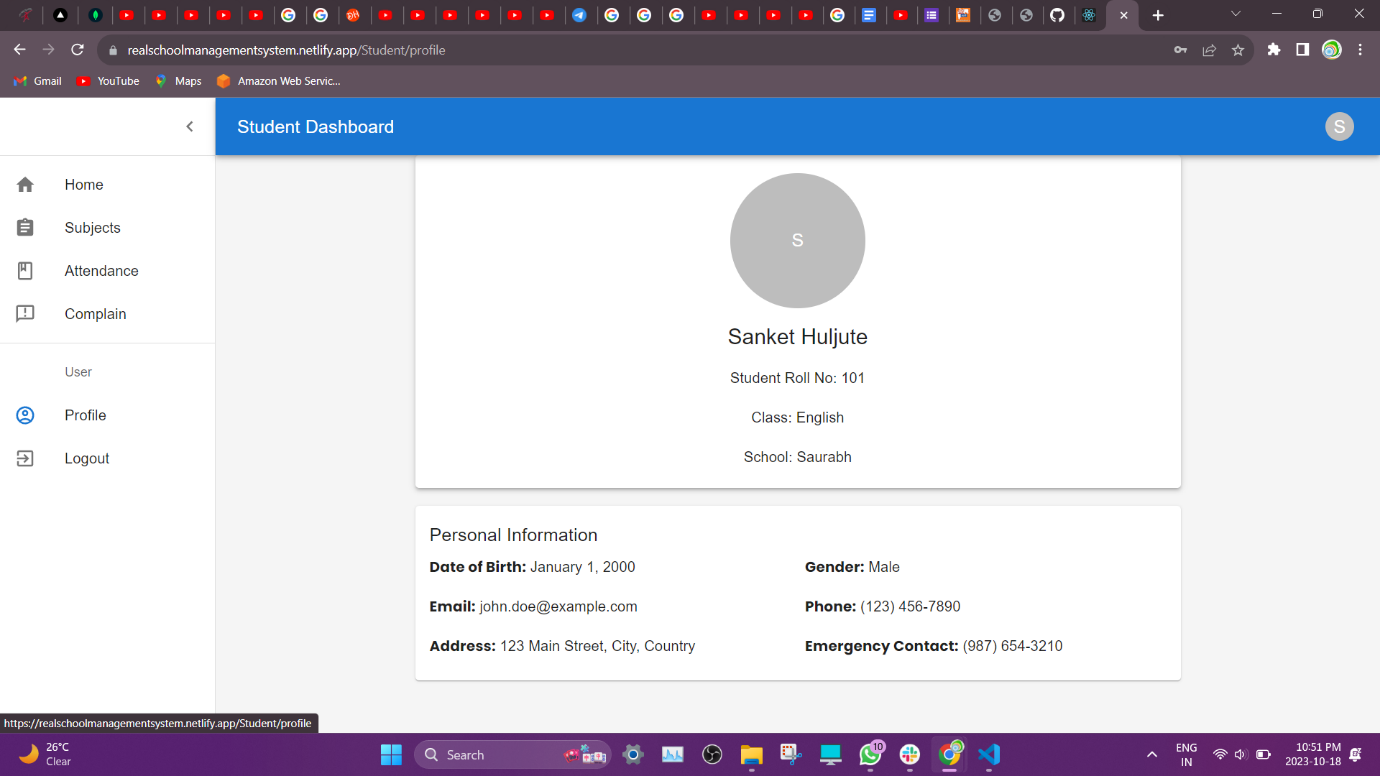 realschoolmanagementsystem.netlify.app/Student/profile
Gmail YouTube Maps Amazon Web Servic...
Student Dashboard S
Home
Subjects
Attendance
Complain
User
Profile
Logout
S
Sanket Huljute
Student Roll No: 101
Class: English
School: Saurabh
Personal Information
Date of Birth: January 1, 2000 Gender: Male
Email: john.doe@example.com Phone: (123) 456-7890
Address: 123 Main Street, City, Country Emergency Contact: (987) 654-3210
https://realschoolmanagementsystem.netlify.app/Student/profile
26°C
Clear
Search
10
ENG
IN
10:51 PM
2023-10-18